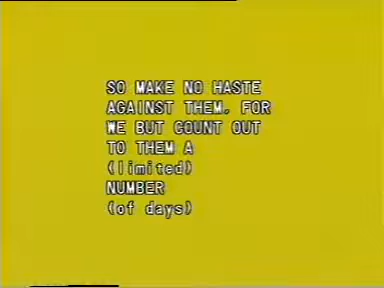 SO MAKE NO HASTE
AGAINST THEM. FOR
WE BUT COUNT OUT
TO THEM A
(limited)
NUMBER
(of days)